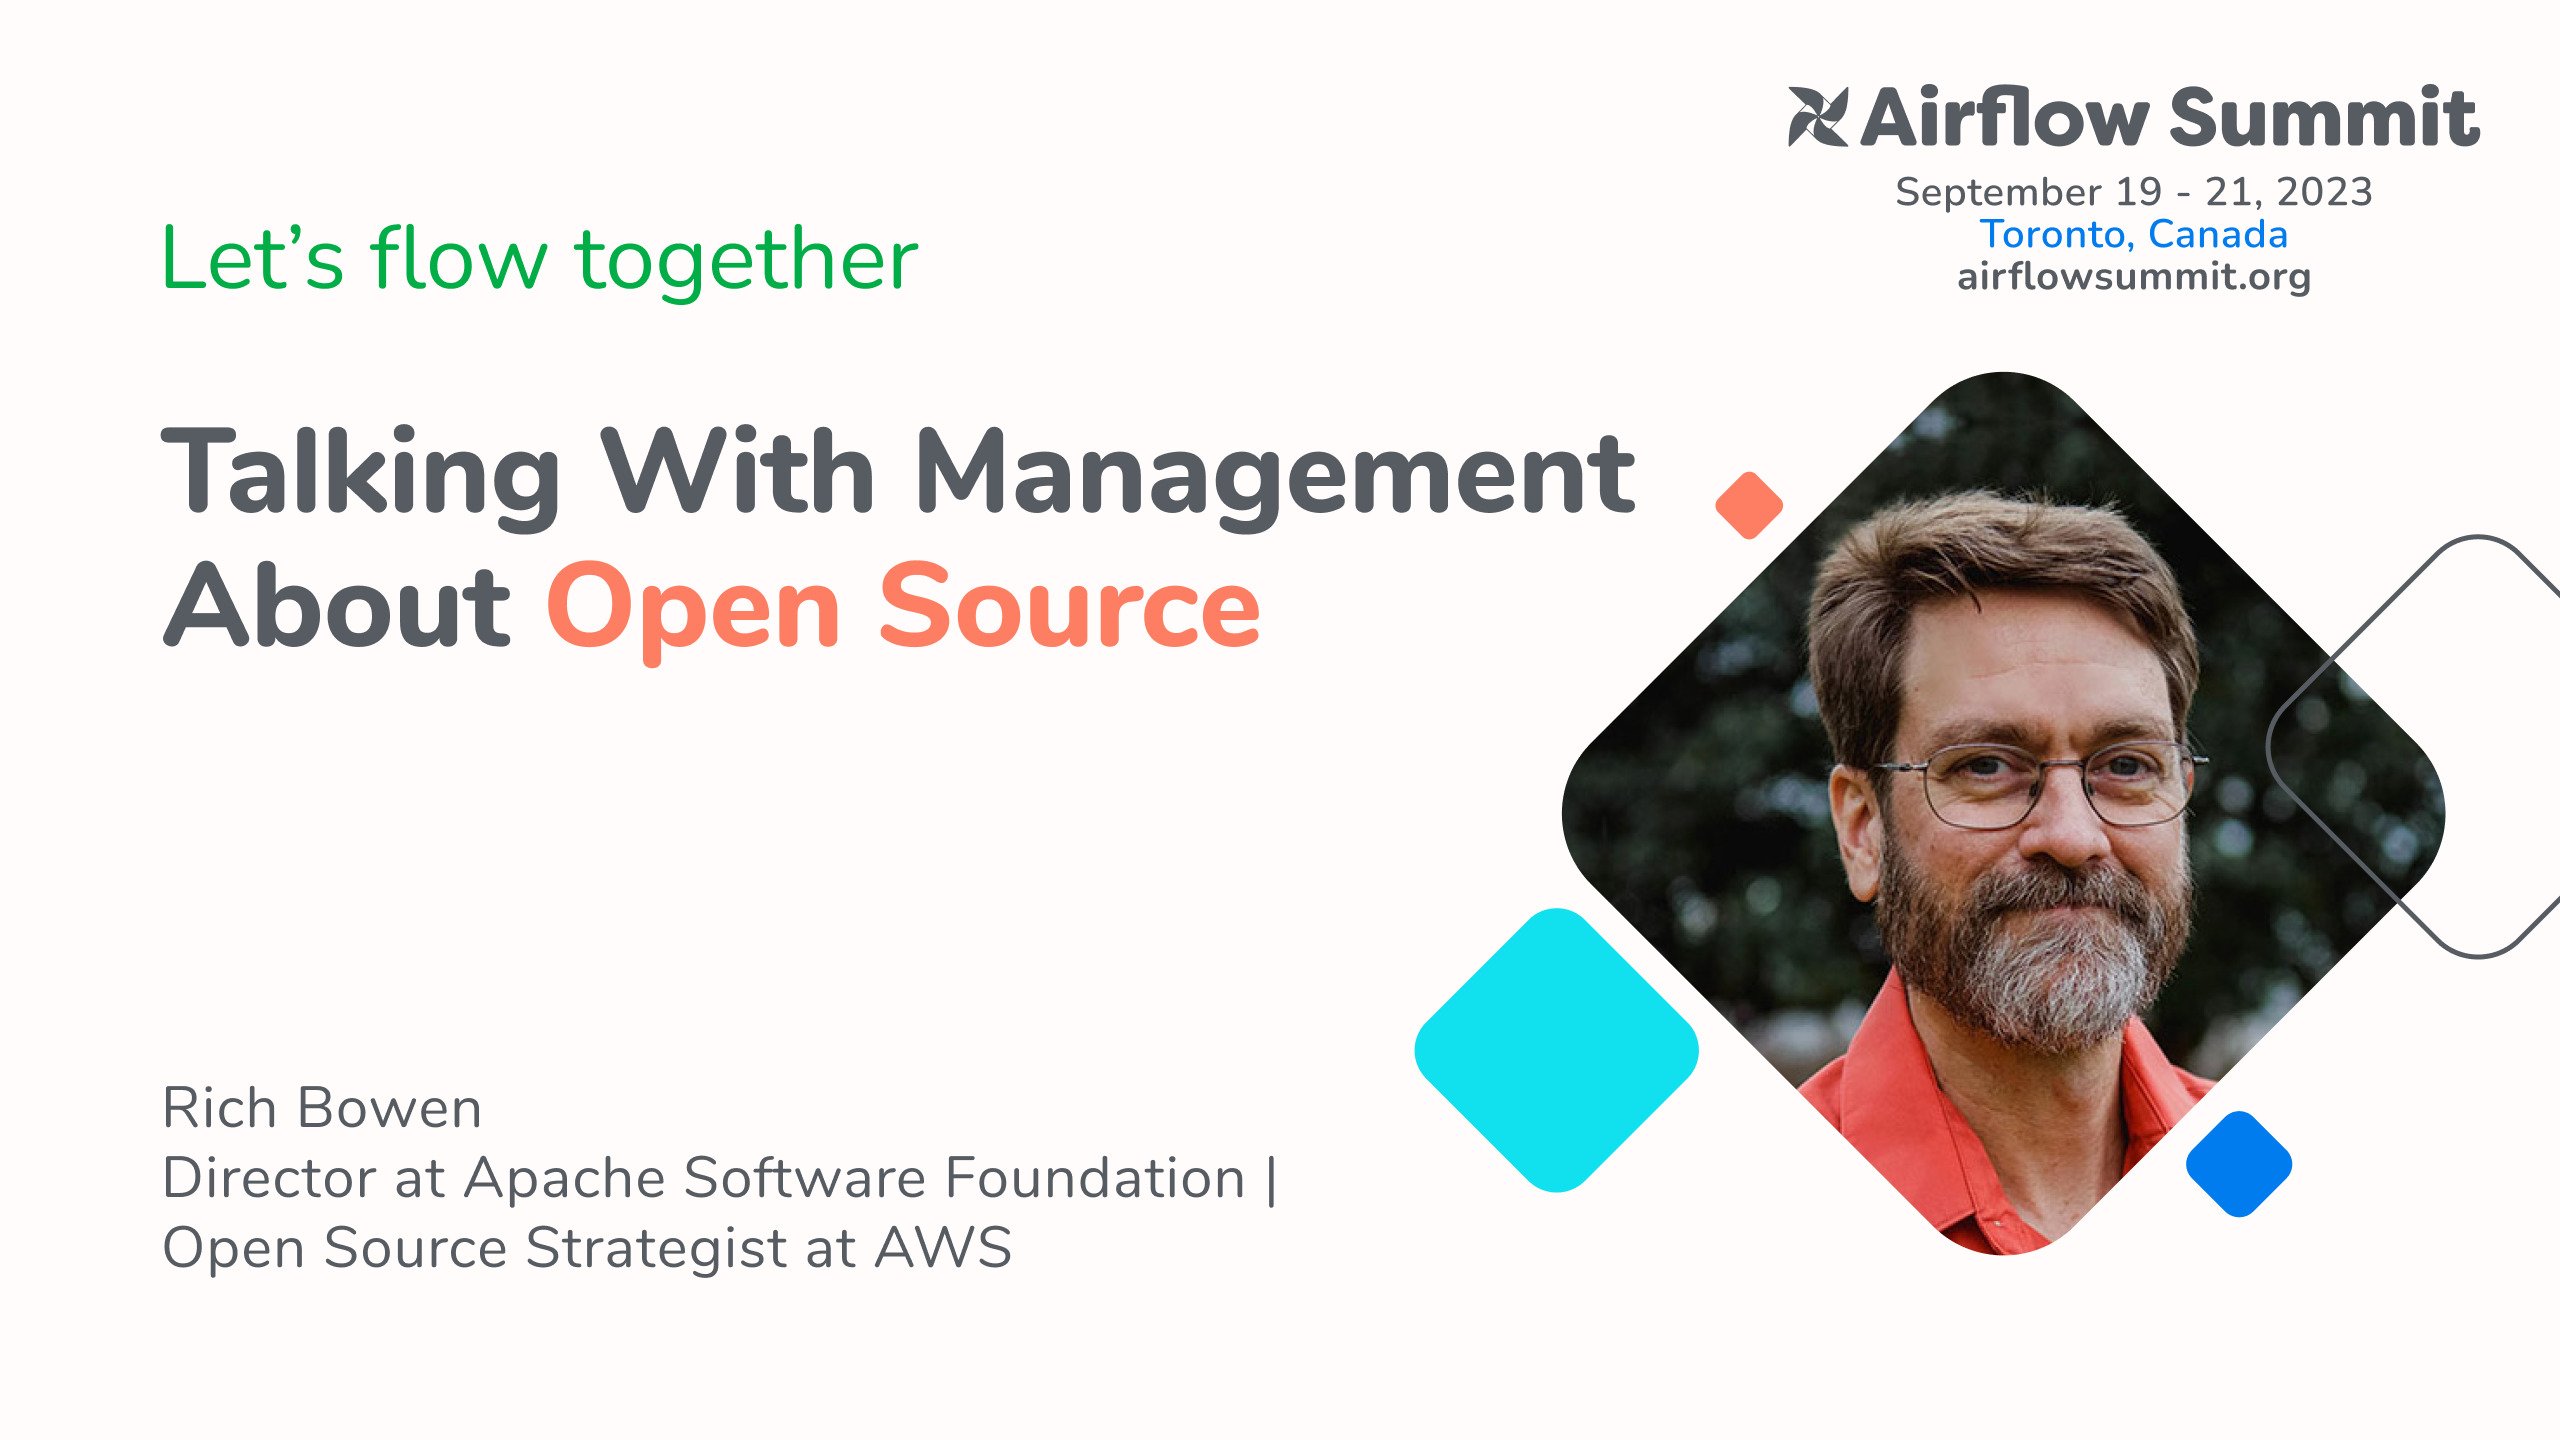 Airflow Summit
September 19 - 21, 2023
Toronto, Canada
airflowsummit.org
Let’s flow together
Talking With Management
About Open Source
Rich Bowen
Director at Apache Software Foundation |
Open Source Strategist at AWS